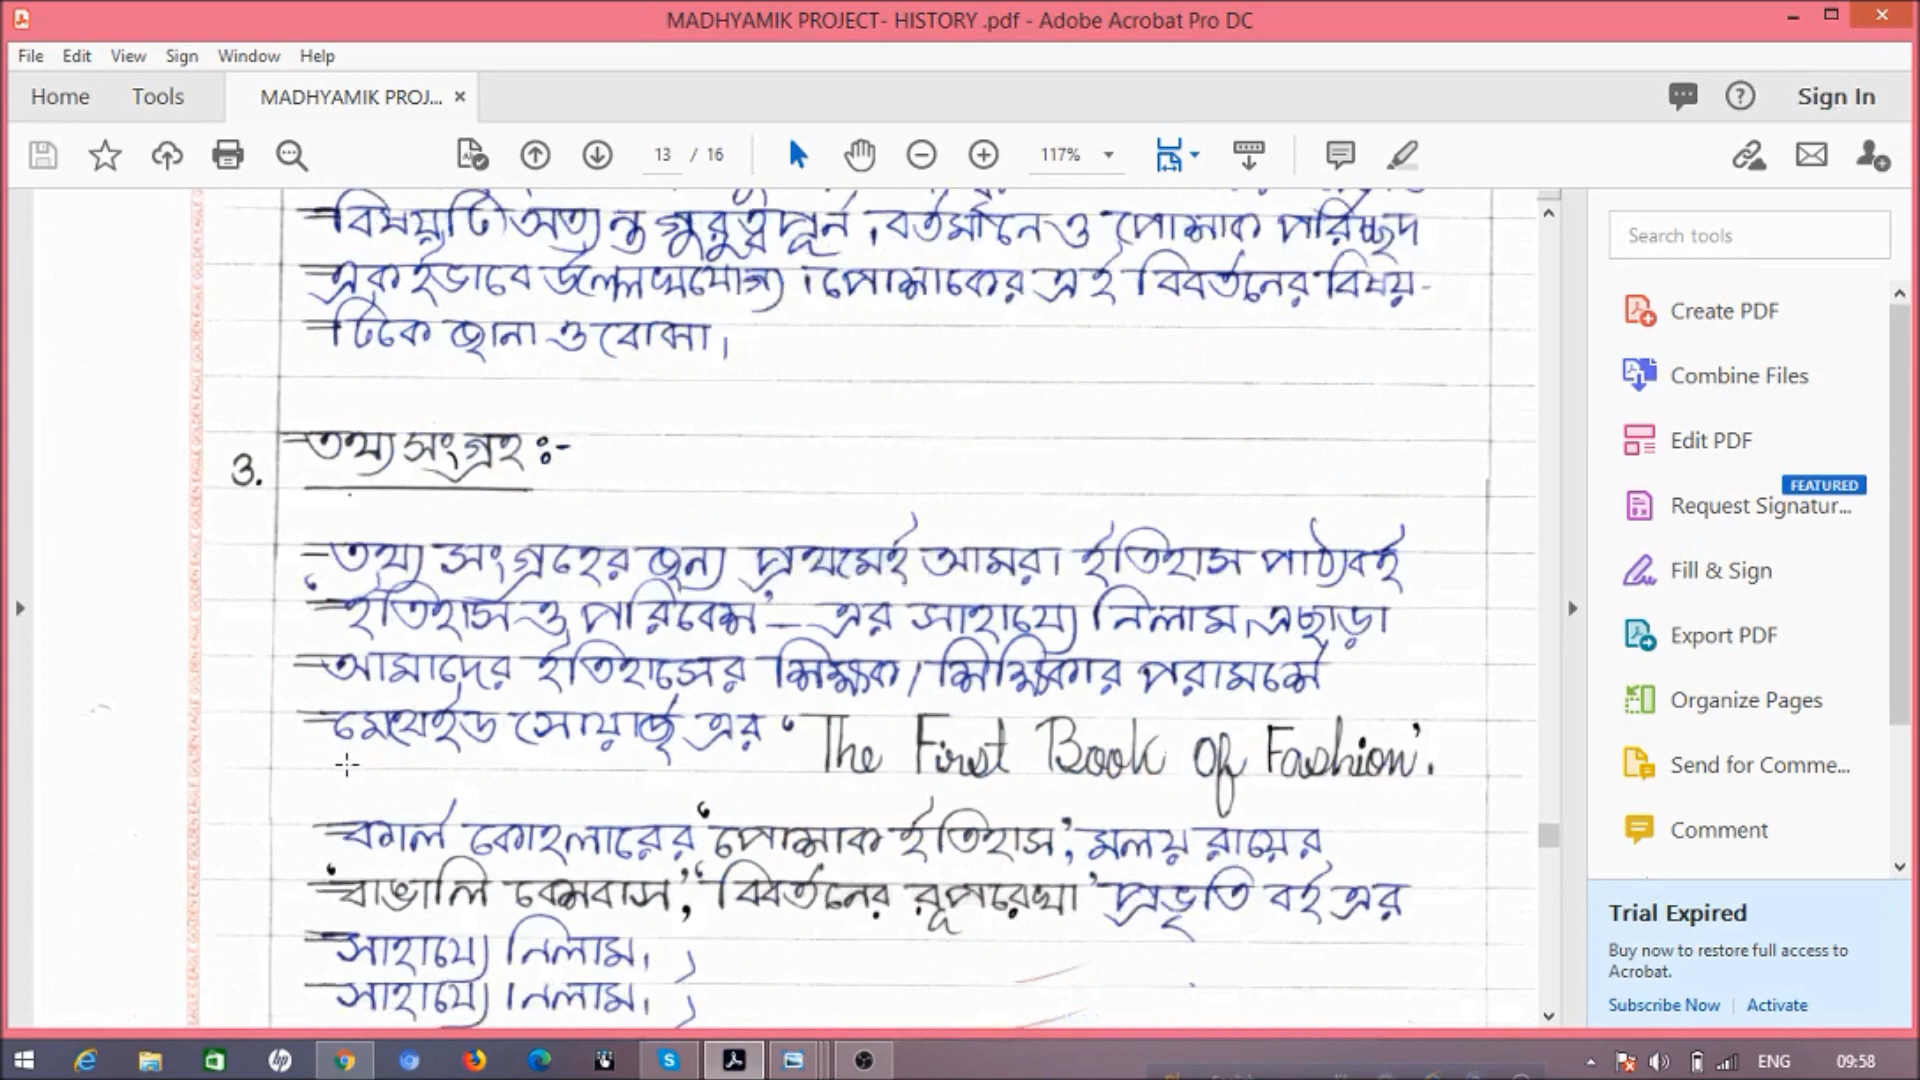 MADHYAMIK PROJECT- HISTORY .pdf - Adobe Acrobat Pro DC
File Edit View Sign Window Help
Home Tools MADHYAMIK PROJ... × Sign In
13 / 16 117%
বিষয়টি অত্যন্ত গুরুত্বপূর্ন। বর্তমানেও পোষাক পরিচ্ছদ
একইভাবে উল্লেখযোগ্য। পোষাকের এই বিবর্তনের বিষয়-
টিকে জানা ও বোঝা।
3. তথ্য সংগ্রহ :-
তথ্য সংগ্রহের জন্য প্রথমেই আমরা ইতিহাস পাঠ্যবই
'ইতিহাস ও পরিবেশ' – এর সাহায্যে নিলাম। এছাড়া
আমাদের ইতিহাসের শিক্ষক / শিক্ষিকার পরামর্শে
এর 'The First Book Of Fashion'.
কার্ল কোহলারের 'পোষাক ইতিহাস', মলয় রায়ের
'বাঙালি বেশবাস', 'বিবর্তনের রূপরেখা' প্রভৃতি বই এর
সাহায্যে নিলাম।
সাহায্যে নিলাম।
Search tools
Create PDF
Combine Files
Edit PDF
FEATURED
Request Signatur...
Fill & Sign
Export PDF
Organize Pages
Send for Comme...
Comment
Trial Expired
Buy now to restore full access to
Acrobat.
Subscribe Now | Activate
ENG 09:58